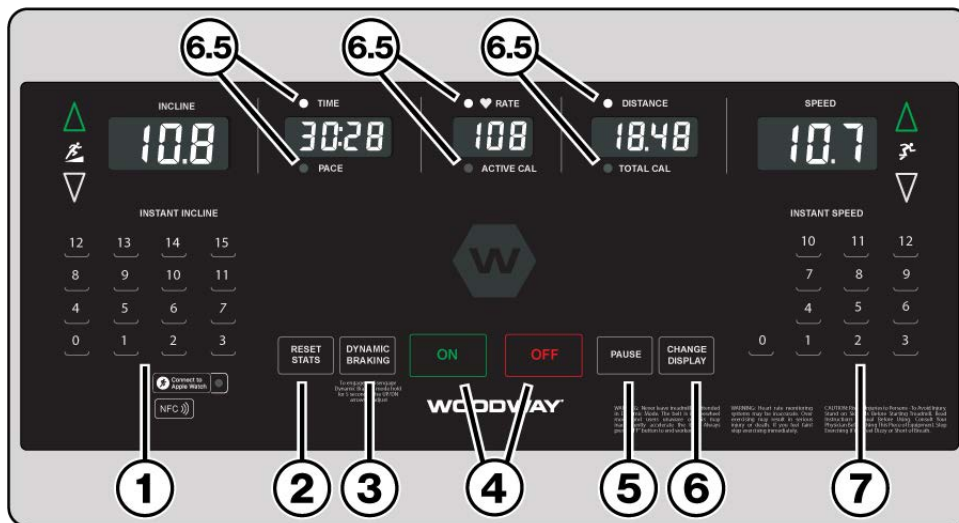 6.5 6.5 6.5
INCLINE TIME RATE DISTANCE SPEED
10.8 30:28 108 18.48 10.7
PACE ACTIVE CAL TOTAL CAL
INSTANT INCLINE INSTANT SPEED
12 13 14 15 10 11 12
8 9 10 11 7 8 9
4 5 6 7 4 5 6
0 1 2 3 0 1 2 3
RESET STATS
DYNAMIC BRAKING
ON
OFF
PAUSE
CHANGE DISPLAY
Connect to
Apple Watch
NFC
WOODWAY
W
1 2 3 4 5 6 7